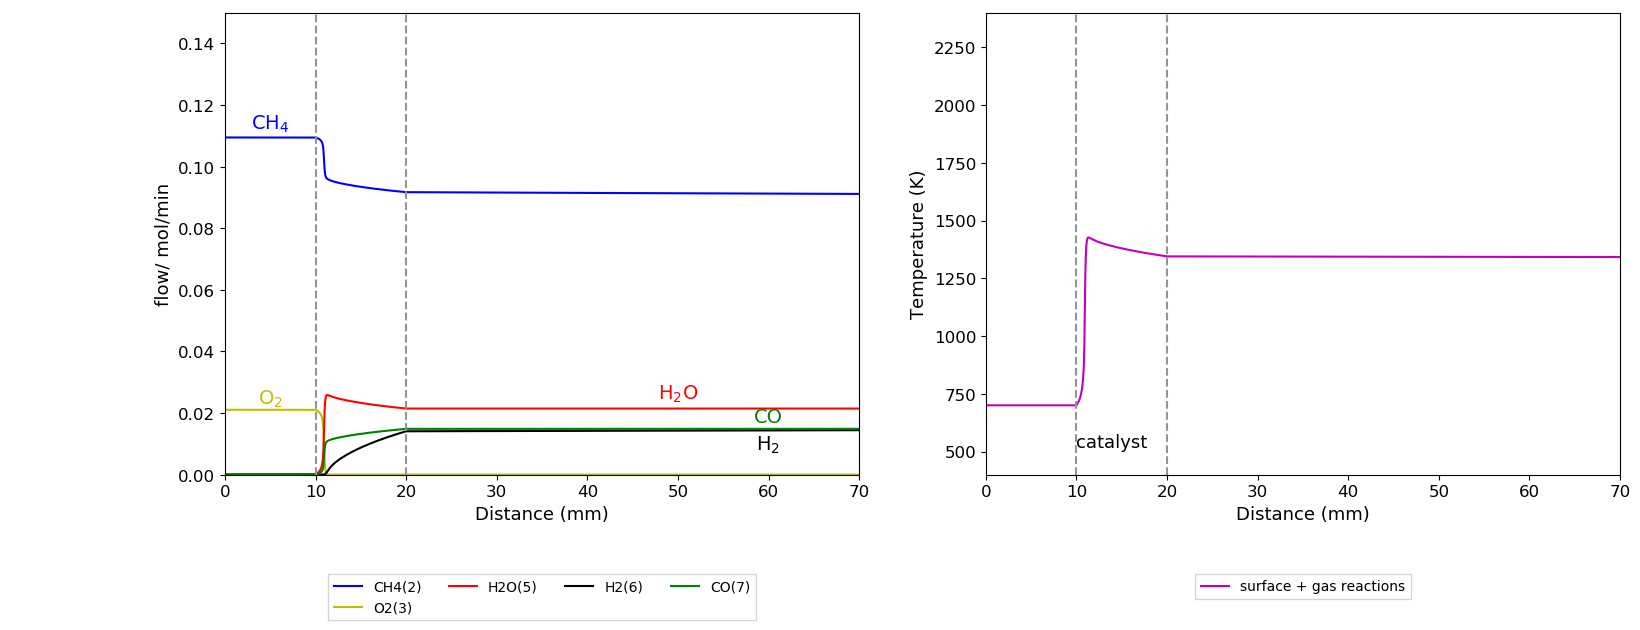 0.14
0.12
0.10
0.08
0.06
0.04
0.02
0.00
flow/ mol/min
CH₄
O₂
H₂O
CO
H₂
0 10 20 30 40 50 60 70
Distance (mm)
CH4(2) H2O(5) H2(6) CO(7)
O2(3)
2250
2000
1750
1500
1250
1000
750
500
Temperature (K)
catalyst
0 10 20 30 40 50 60 70
Distance (mm)
surface + gas reactions